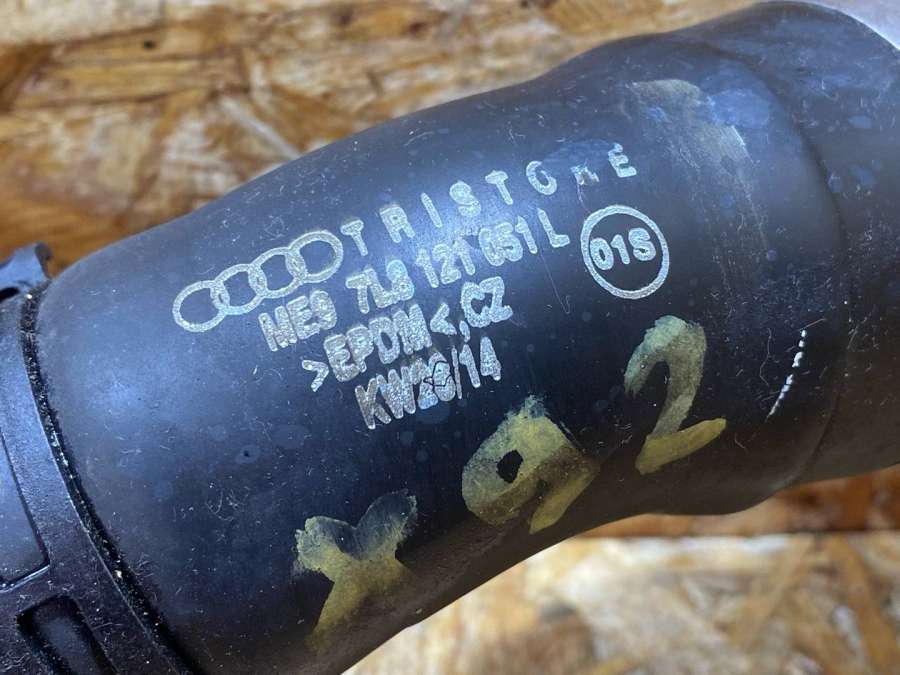 TRISTONE
ME9 7L8 121 051 L
01S
>EPDM<,CZ
KW26/14
X92